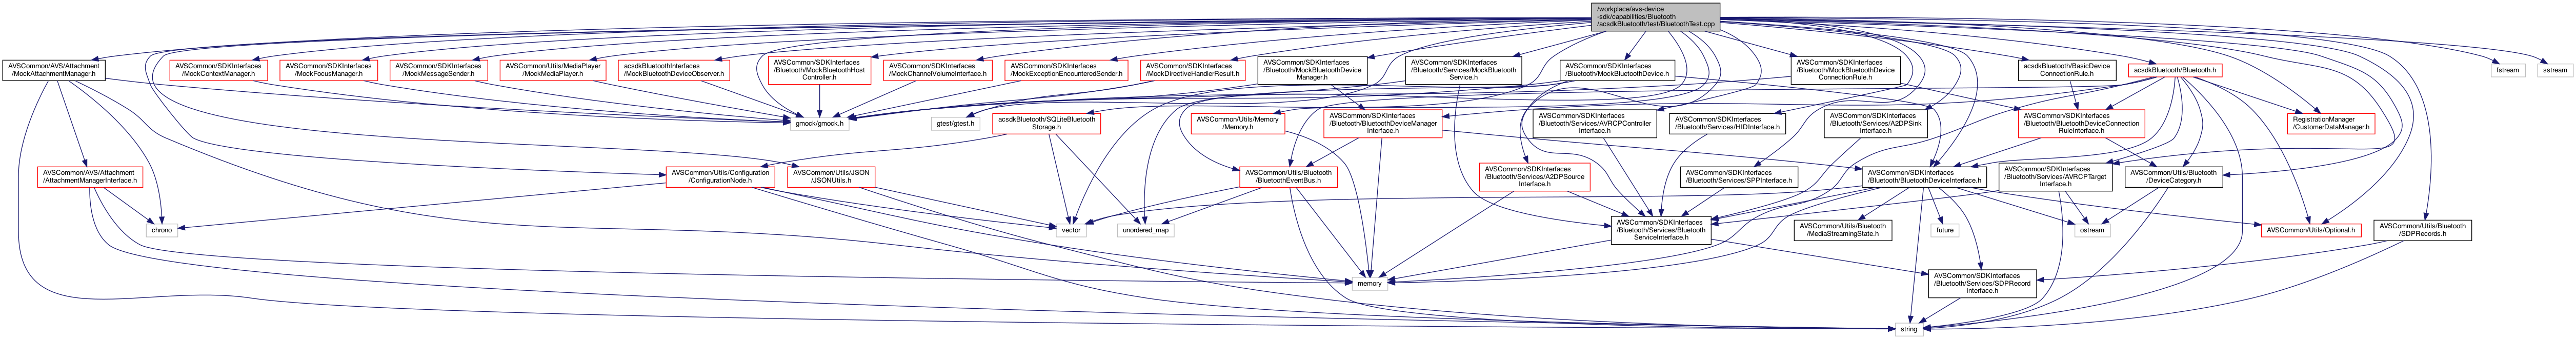 /workplace/avs-device
-sdk/capabilities/Bluetooth
/acsdkBluetooth/test/BluetoothTest.cpp
AVSCommon/AVS/Attachment
/MockAttachmentManager.h
AVSCommon/SDKInterfaces
/MockContextManager.h
AVSCommon/SDKInterfaces
/MockFocusManager.h
AVSCommon/SDKInterfaces
/MockMessageSender.h
AVSCommon/Utils/MediaPlayer
/MockMediaPlayer.h
acsdkBluetoothInterfaces
/MockBluetoothDeviceObserver.h
AVSCommon/SDKInterfaces
/Bluetooth/MockBluetoothHost
Controller.h
AVSCommon/SDKInterfaces
/MockChannelVolumeInterface.h
AVSCommon/SDKInterfaces
/MockExceptionEncounteredSender.h
AVSCommon/SDKInterfaces
/MockDirectiveHandlerResult.h
AVSCommon/SDKInterfaces
/Bluetooth/MockBluetoothDevice
Manager.h
AVSCommon/SDKInterfaces
/Bluetooth/Services/MockBluetooth
Service.h
AVSCommon/SDKInterfaces
/Bluetooth/MockBluetoothDevice.h
AVSCommon/SDKInterfaces
/Bluetooth/MockBluetoothDevice
ConnectionRule.h
acsdkBluetooth/BasicDevice
ConnectionRule.h
acsdkBluetooth/Bluetooth.h
fstream
sstream
gmock/gmock.h
gtest/gtest.h
acsdkBluetooth/SQLiteBluetooth
Storage.h
AVSCommon/Utils/Memory
/Memory.h
AVSCommon/SDKInterfaces
/Bluetooth/BluetoothDeviceManager
Interface.h
AVSCommon/SDKInterfaces
/Bluetooth/Services/AVRCPController
Interface.h
AVSCommon/SDKInterfaces
/Bluetooth/Services/HIDInterface.h
AVSCommon/SDKInterfaces
/Bluetooth/Services/A2DPSink
Interface.h
AVSCommon/SDKInterfaces
/Bluetooth/BluetoothDeviceConnection
RuleInterface.h
RegistrationManager
/CustomerDataManager.h
AVSCommon/AVS/Attachment
/AttachmentManagerInterface.h
AVSCommon/Utils/Configuration
/ConfigurationNode.h
AVSCommon/Utils/JSON
/JSONUtils.h
AVSCommon/Utils/Bluetooth
/BluetoothEventBus.h
AVSCommon/SDKInterfaces
/Bluetooth/Services/A2DPSource
Interface.h
AVSCommon/SDKInterfaces
/Bluetooth/Services/SPPInterface.h
AVSCommon/SDKInterfaces
/Bluetooth/BluetoothDeviceInterface.h
AVSCommon/SDKInterfaces
/Bluetooth/Services/AVRCPTarget
Interface.h
AVSCommon/Utils/Bluetooth
/DeviceCategory.h
chrono
vector
unordered_map
AVSCommon/SDKInterfaces
/Bluetooth/Services/Bluetooth
ServiceInterface.h
AVSCommon/Utils/Bluetooth
/MediaStreamingState.h
future
ostream
AVSCommon/Utils/Optional.h
AVSCommon/Utils/Bluetooth
/SDPRecords.h
memory
AVSCommon/SDKInterfaces
/Bluetooth/Services/SDPRecord
Interface.h
string